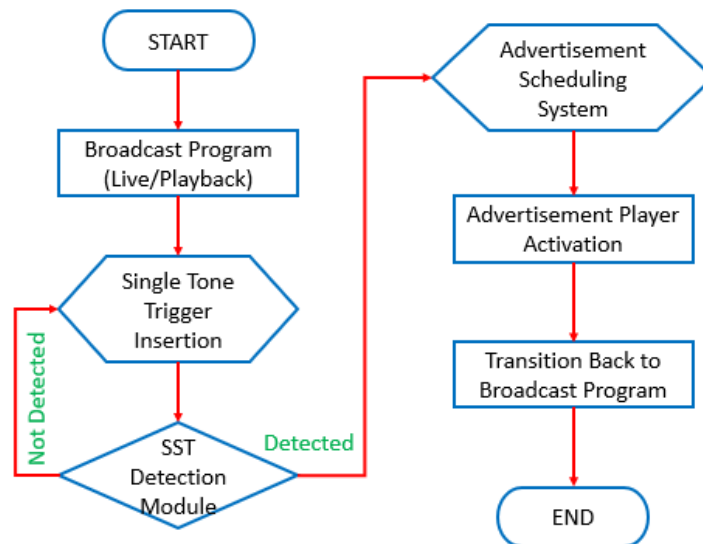 START
Broadcast Program
(Live/Playback)
Single Tone
Trigger
Insertion
Not Detected
SST
Detection
Module
Detected
Advertisement
Scheduling
System
Advertisement Player
Activation
Transition Back to
Broadcast Program
END